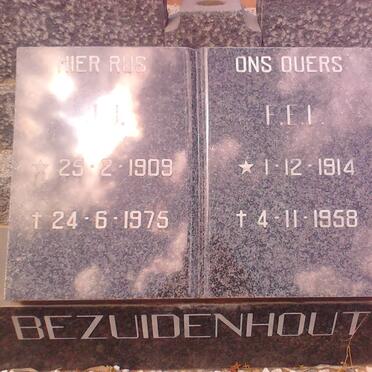 HIER RUS
ONS OUERS
F.E.I.
★ 25-2-1909
★ 1-12-1914
† 24-6-1975
† 4-11-1958
BEZUIDENHOUT